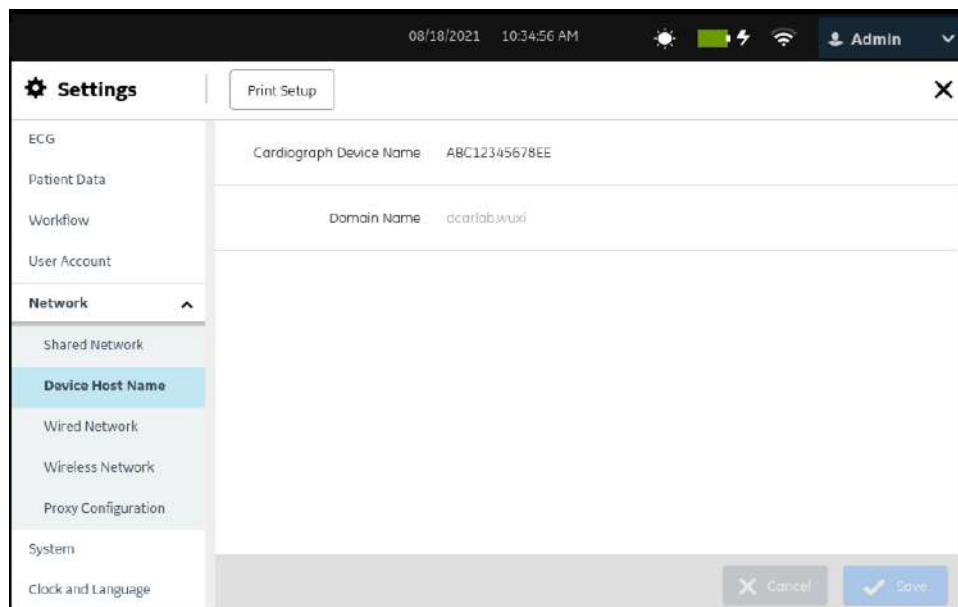 08/18/2021 10:34:56 AM Admin
Settings
Print Setup
ECG
Patient Data
Workflow
User Account
Network
Shared Network
Device Host Name
Wired Network
Wireless Network
Proxy Configuration
System
Clock and Language
Cardiograph Device Name ABC12345678EE
Domain Name dcarlab.wuxi
Cancel
Save